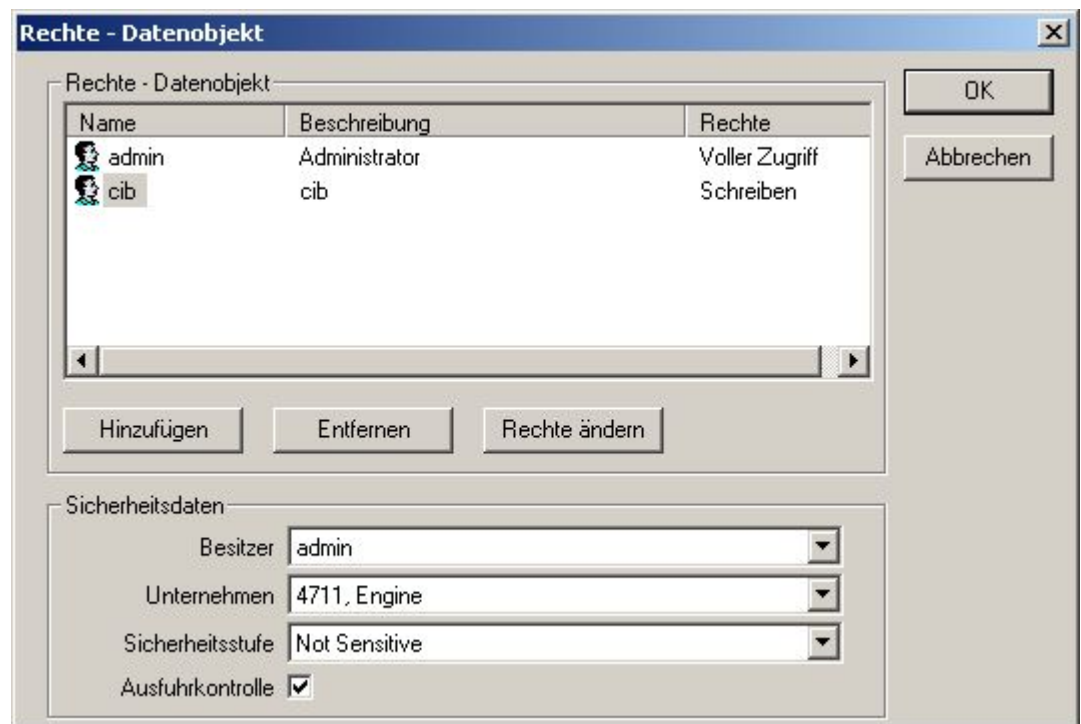 Rechte - Datenobjekt
Rechte - Datenobjekt
OK
Name Beschreibung Rechte
admin Administrator Voller Zugriff
Abbrechen
cib cib Schreiben
Hinzufügen Entfernen Rechte ändern
Sicherheitsdaten
Besitzer admin
Unternehmen 4711, Engine
Sicherheitsstufe Not Sensitive
Ausfuhrkontrolle